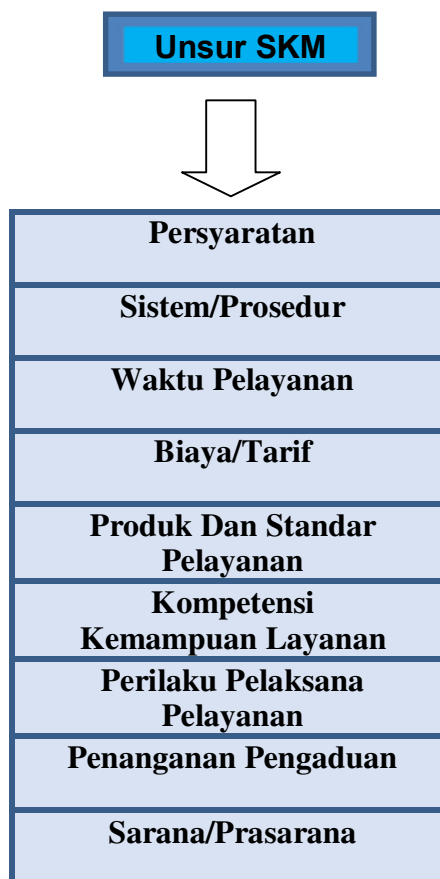 Unsur SKM
Persyaratan
Sistem/Prosedur
Waktu Pelayanan
Biaya/Tarif
Produk Dan Standar
Pelayanan
Kompetensi
Kemampuan Layanan
Perilaku Pelaksana
Pelayanan
Penanganan Pengaduan
Sarana/Prasarana